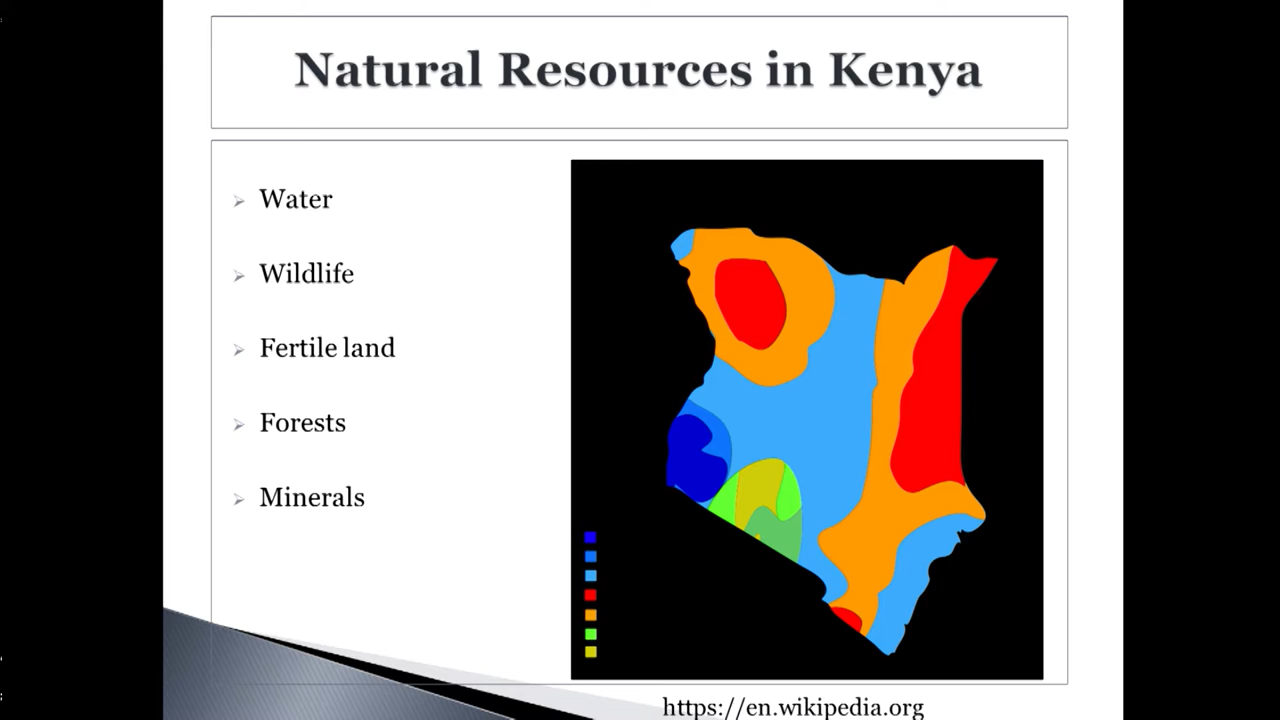 Natural Resources in Kenya
Water
Wildlife
Fertile land
Forests
Minerals
https://en.wikipedia.org